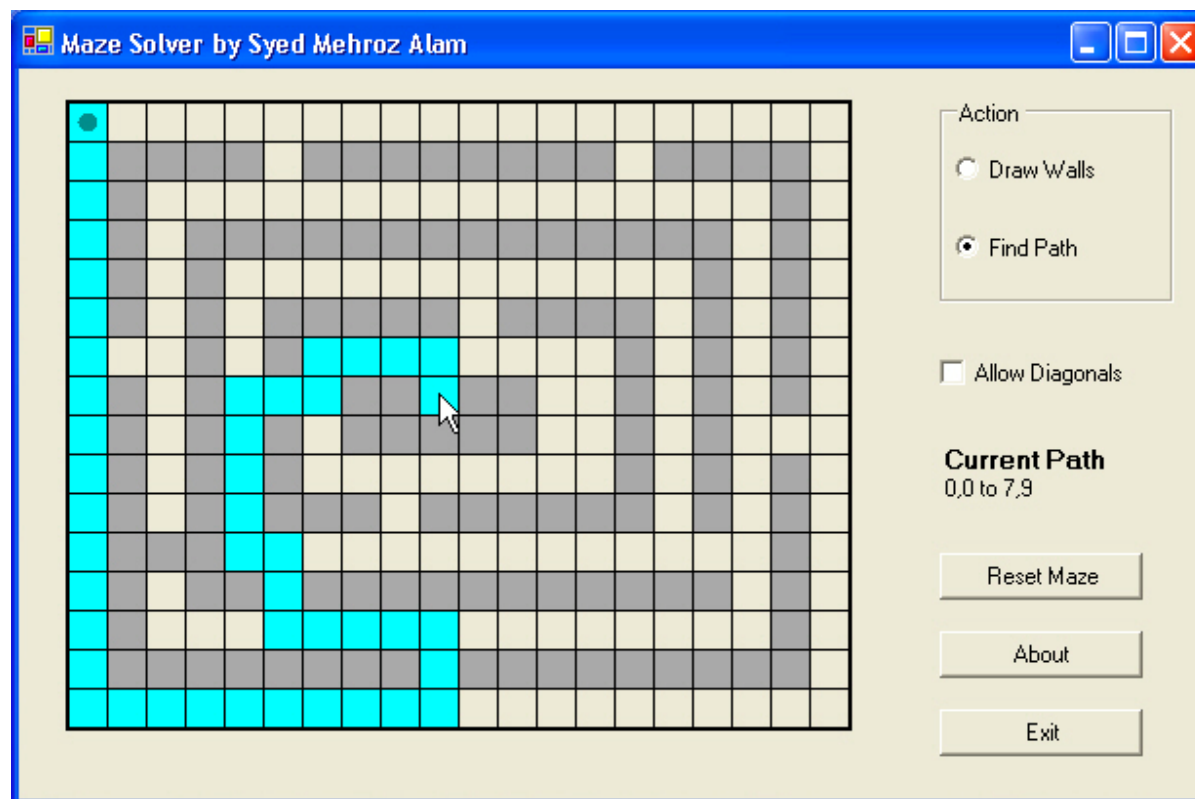 Maze Solver by Syed Mehroz Alam
Action
Draw Walls
Find Path
Allow Diagonals
Current Path
0,0 to 7,9
Reset Maze
About
Exit